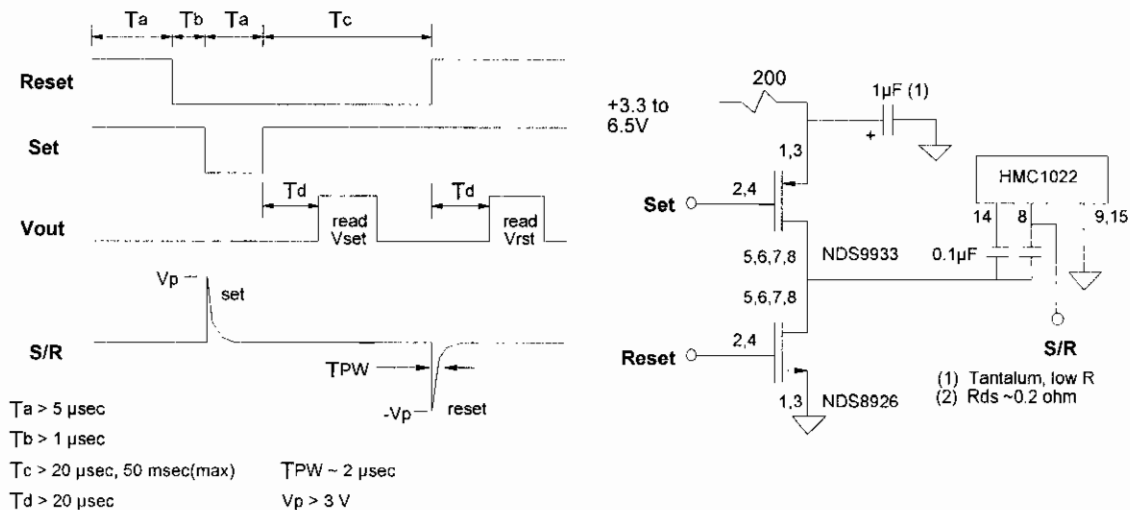 Ta Tb Ta Tc
Reset
Set
Td Td
Vout
read Vset
read Vrst
Vp
set
S/R
TPW
-Vp
reset
Ta > 5 µsec
Tb > 1 µsec
Tc > 20 µsec, 50 msec(max) TPW ~ 2 µsec
Td > 20 µsec Vp > 3 V
200
1µF (1)
+3.3 to
6.5V
+
1,3
HMC1022
2,4
Set
14 8 9,15
5,6,7,8 NDS9933 0.1µF
5,6,7,8
2,4
Reset
S/R
1,3 NDS8926
(1) Tantalum, low R
(2) Rds ~0.2 ohm